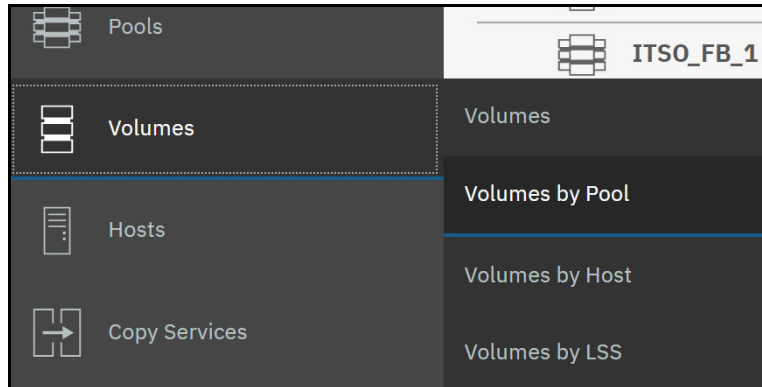 Pools
ITSO_FB_1
Volumes
Volumes
Volumes by Pool
Hosts
Volumes by Host
Copy Services
Volumes by LSS